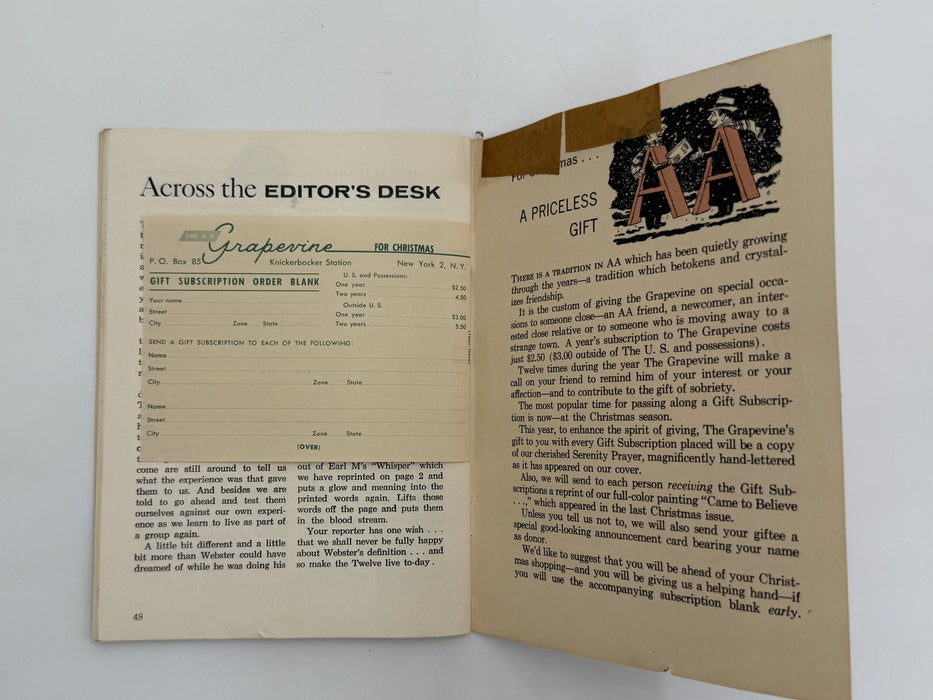 Across the EDITOR'S DESK
THE AA Grapevine FOR CHRISTMAS
P. O. Box 85 Knickerbocker Station New York 2, N. Y.
GIFT SUBSCRIPTION ORDER BLANK
Your name
Street
City Zone State
U. S. and Possessions:
One year $2.50
Two years 4.50
Outside U. S.
One year $3.00
Two years 5.50
SEND A GIFT SUBSCRIPTION TO EACH OF THE FOLLOWING:
Name
Street
City Zone State
Name
Street
City Zone State
(OVER)
come are still around to tell us
what the experience was that gave
them to us. And besides we are
told to go ahead and test them
ourselves against our own experi-
ence as we learn to live as part of
a group again.
A little bit different and a little
bit more than Webster could have
dreamed of while he was doing his
out of Earl M's "Whisper" which
we have reprinted on page 2 and
puts a glow and meaning into the
printed words again. Lifts those
words off the page and puts them
in the blood stream.
Your reporter has one wish . . .
that we shall never be fully happy
about Webster's definition . . . and
so make the Twelve live to-day.
48
For mas . . .
A PRICELESS
GIFT
AA
THERE IS A TRADITION IN AA which has been quietly growing
through the years—a tradition which betokens and crystal-
izes friendship.
It is the custom of giving the Grapevine on special occa-
sions to someone close—an AA friend, a newcomer, an inter-
ested close relative or to someone who is moving away to a
strange town. A year's subscription to The Grapevine costs
just $2.50 ($3.00 outside of The U. S. and possessions).
Twelve times during the year The Grapevine will make a
call on your friend to remind him of your interest or your
affection—and to contribute to the gift of sobriety.
The most popular time for passing along a Gift Subscrip-
tion is now—at the Christmas season.
This year, to enhance the spirit of giving, The Grapevine's
gift to you with every Gift Subscription placed will be a copy
of our cherished Serenity Prayer, magnificently hand-lettered
as it has appeared on our cover.
Also, we will send to each person receiving the Gift Sub-
scriptions a reprint of our full-color painting "Came to Believe
. . .," which appeared in the last Christmas issue.
Unless you tell us not to, we will also send your giftee a
special good-looking announcement card bearing your name
as donor.
We'd like to suggest that you will be ahead of your Christ-
mas shopping—and you will be giving us a helping hand—if
you will use the accompanying subscription blank early.